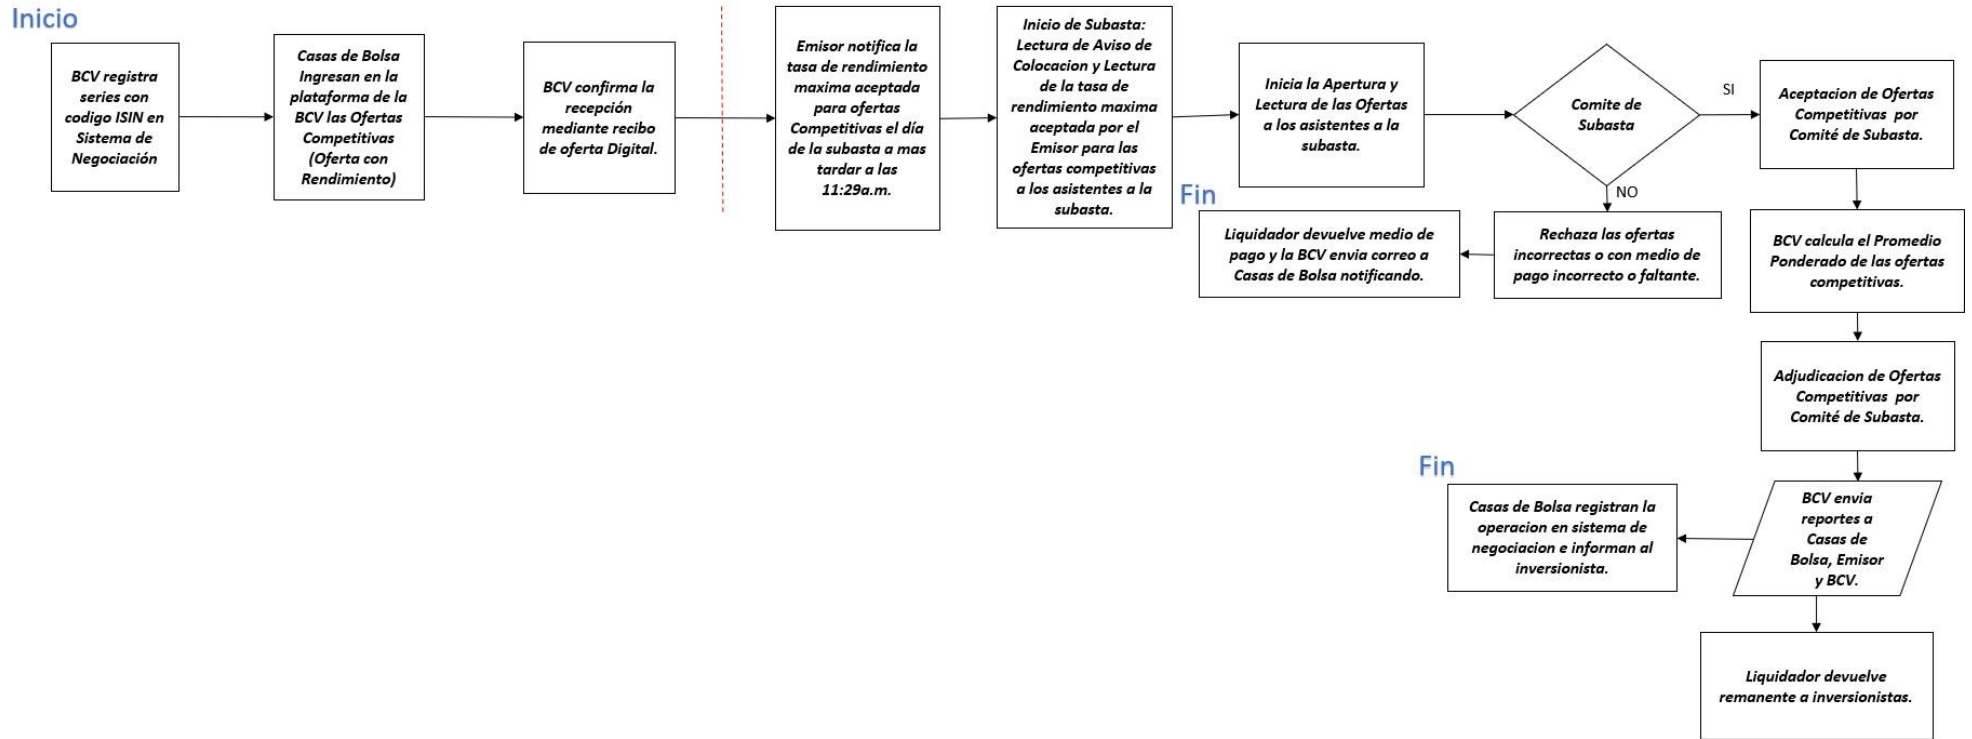 Inicio
BCV registra
series con
codigo ISIN en
Sistema de
Negociación
Casas de Bolsa
Ingresan en la
plataforma de la
BCV las Ofertas
Competitivas
(Oferta con
Rendimiento)
BCV confirma la
recepción
mediante recibo
de oferta Digital.
Emisor notifica la
tasa de rendimiento
maxima aceptada
para ofertas
Competitivas el día
de la subasta a mas
tardar a las
11:29a.m.
Inicio de Subasta:
Lectura de Aviso de
Colocacion y Lectura
de la tasa de
rendimiento maxima
aceptada por el
Emisor para las
ofertas competitivas
a los asistentes a la
subasta.
Inicia la Apertura y
Lectura de las Ofertas
a los asistentes a la
subasta.
Comite de
Subasta
SI
Aceptacion de Ofertas
Competitivas por
Comité de Subasta.
NO
Rechaza las ofertas
incorrectas o con medio de
pago incorrecto o faltante.
Fin
Liquidador devuelve medio de
pago y la BCV envia correo a
Casas de Bolsa notificando.
BCV calcula el Promedio
Ponderado de las ofertas
competitivas.
Adjudicacion de Ofertas
Competitivas por
Comité de Subasta.
BCV envia
reportes a
Casas de
Bolsa, Emisor
y BCV.
Fin
Casas de Bolsa registran la
operacion en sistema de
negociacion e informan al
inversionista.
Liquidador devuelve
remanente a inversionistas.